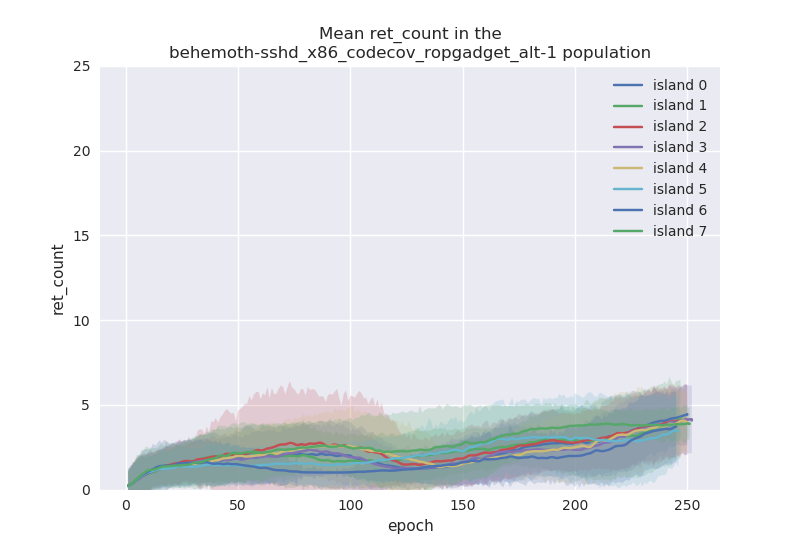 Mean ret_count in the
behemoth-sshd_x86_codecov_ropgadget_alt-1 population
25
20
15
10
5
0
ret_count
island 0
island 1
island 2
island 3
island 4
island 5
island 6
island 7
0 50 100 150 200 250
epoch